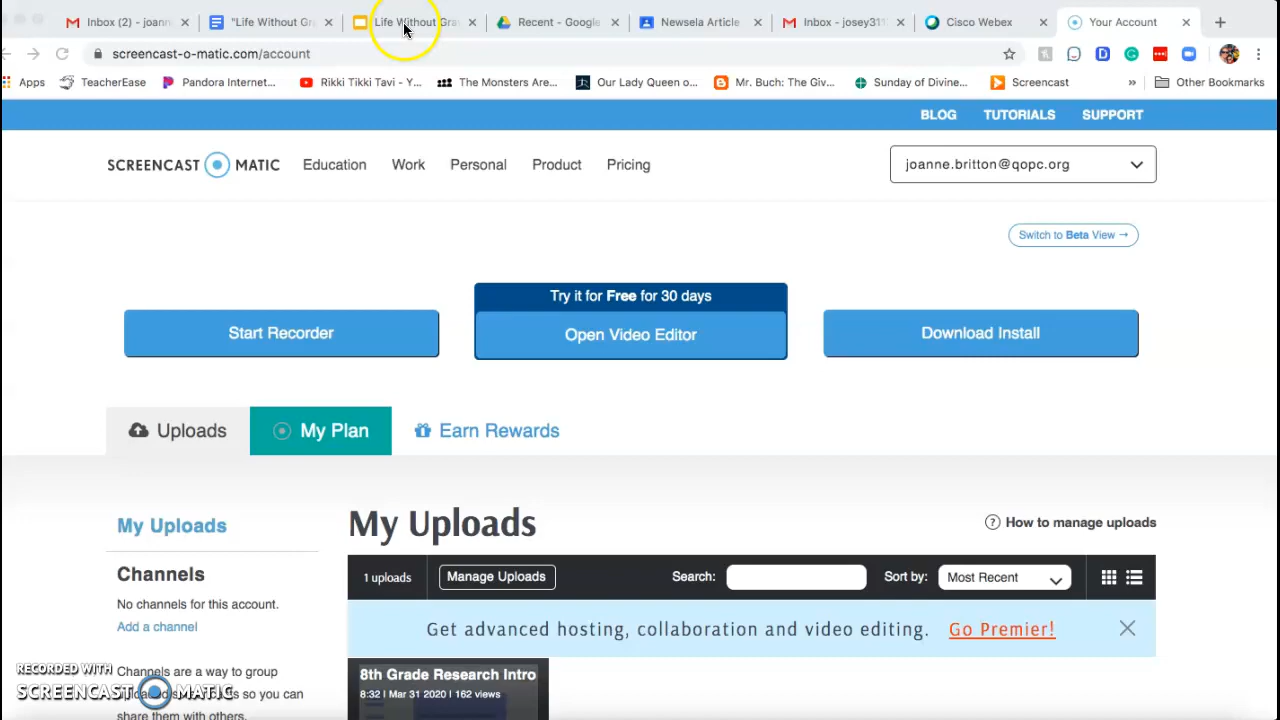 Inbox (2) - joann
"Life Without Gra
Life Without Gra
Recent - Google
Newsela Article
Inbox - josey311
Cisco Webex
Your Account
screencast-o-matic.com/account
Apps
TeacherEase
Pandora Internet...
Rikki Tikki Tavi - Y...
The Monsters Are...
Our Lady Queen o...
Mr. Buch: The Giv...
Sunday of Divine...
Screencast
»
Other Bookmarks
BLOG TUTORIALS SUPPORT
SCREENCAST MATIC
Education Work Personal Product Pricing
joanne.britton@qopc.org
Switch to Beta View →
Try it for Free for 30 days
Start Recorder
Open Video Editor
Download Install
Uploads
My Plan
Earn Rewards
My Uploads
My Uploads
? How to manage uploads
Channels
1 uploads
Manage Uploads
Search:
Sort by:
Most Recent
No channels for this account.
Add a channel
Get advanced hosting, collaboration and video editing. Go Premier!
Channels are a way to group
so you can
share them with others.
8th Grade Research Intro
8:32 | Mar 31 2020 | 162 views
RECORDED WITH
SCREENCAST MATIC